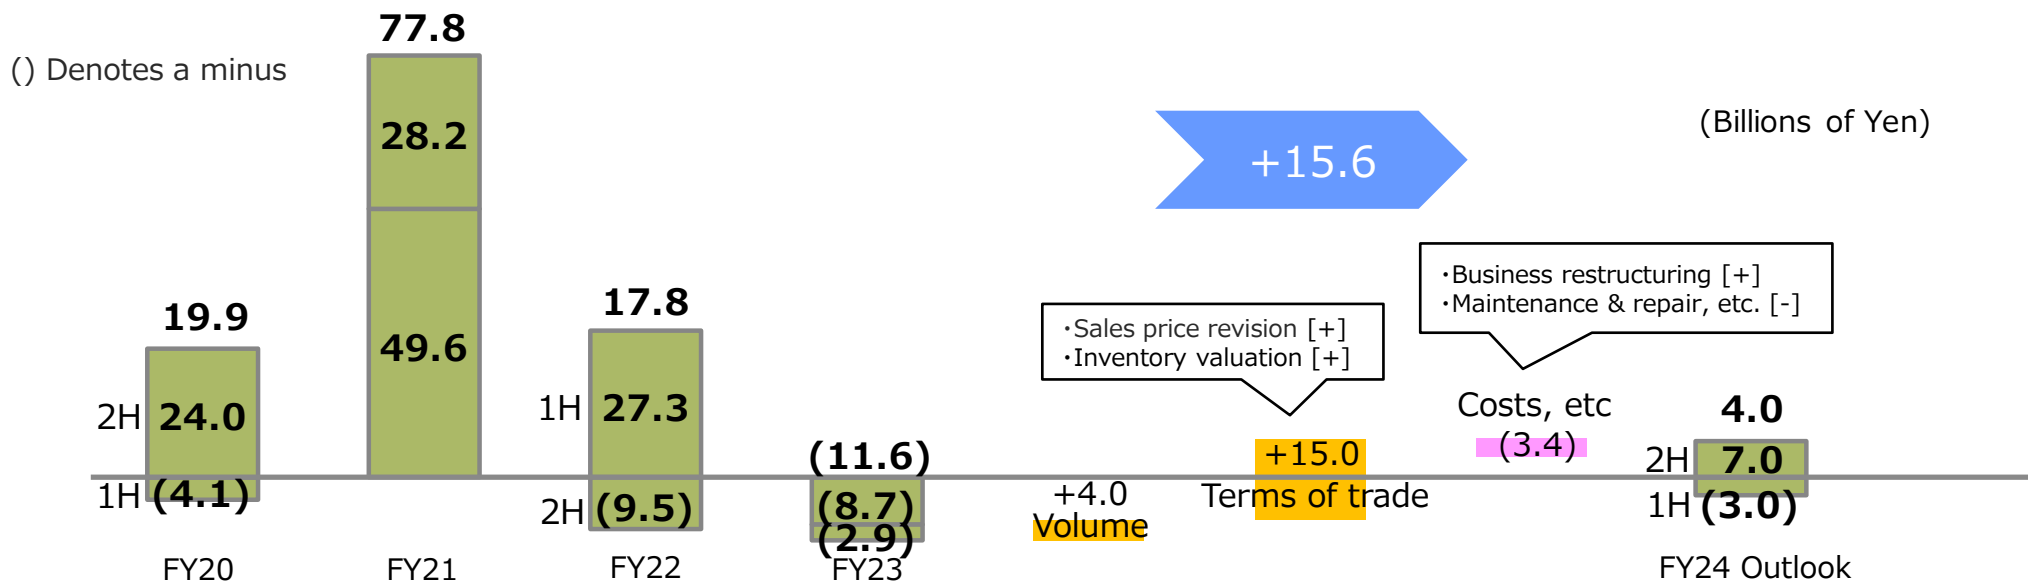 77.8
() Denotes a minus
(Billions of Yen)
28.2
+15.6
・Business restructuring [+]
・Maintenance & repair, etc. [-]
19.9
17.8
・Sales price revision [+]
・Inventory valuation [+]
49.6
2H 24.0
1H 27.3
Costs, etc
(3.4)
4.0
(11.6)
+15.0
2H 7.0
1H (4.1)
2H (9.5)
(8.7)
(2.9)
+4.0
Volume
Terms of trade
1H (3.0)
FY20
FY21
FY22
FY23
FY24 Outlook